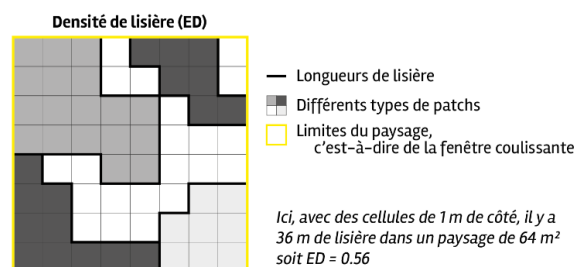 Densité de lisière (ED)
Longueurs de lisière
Différents types de patchs
Limites du paysage,
c'est-à-dire de la fenêtre coulissante
Ici, avec des cellules de 1 m de côté, il y a
36 m de lisière dans un paysage de 64 m²
soit ED = 0.56